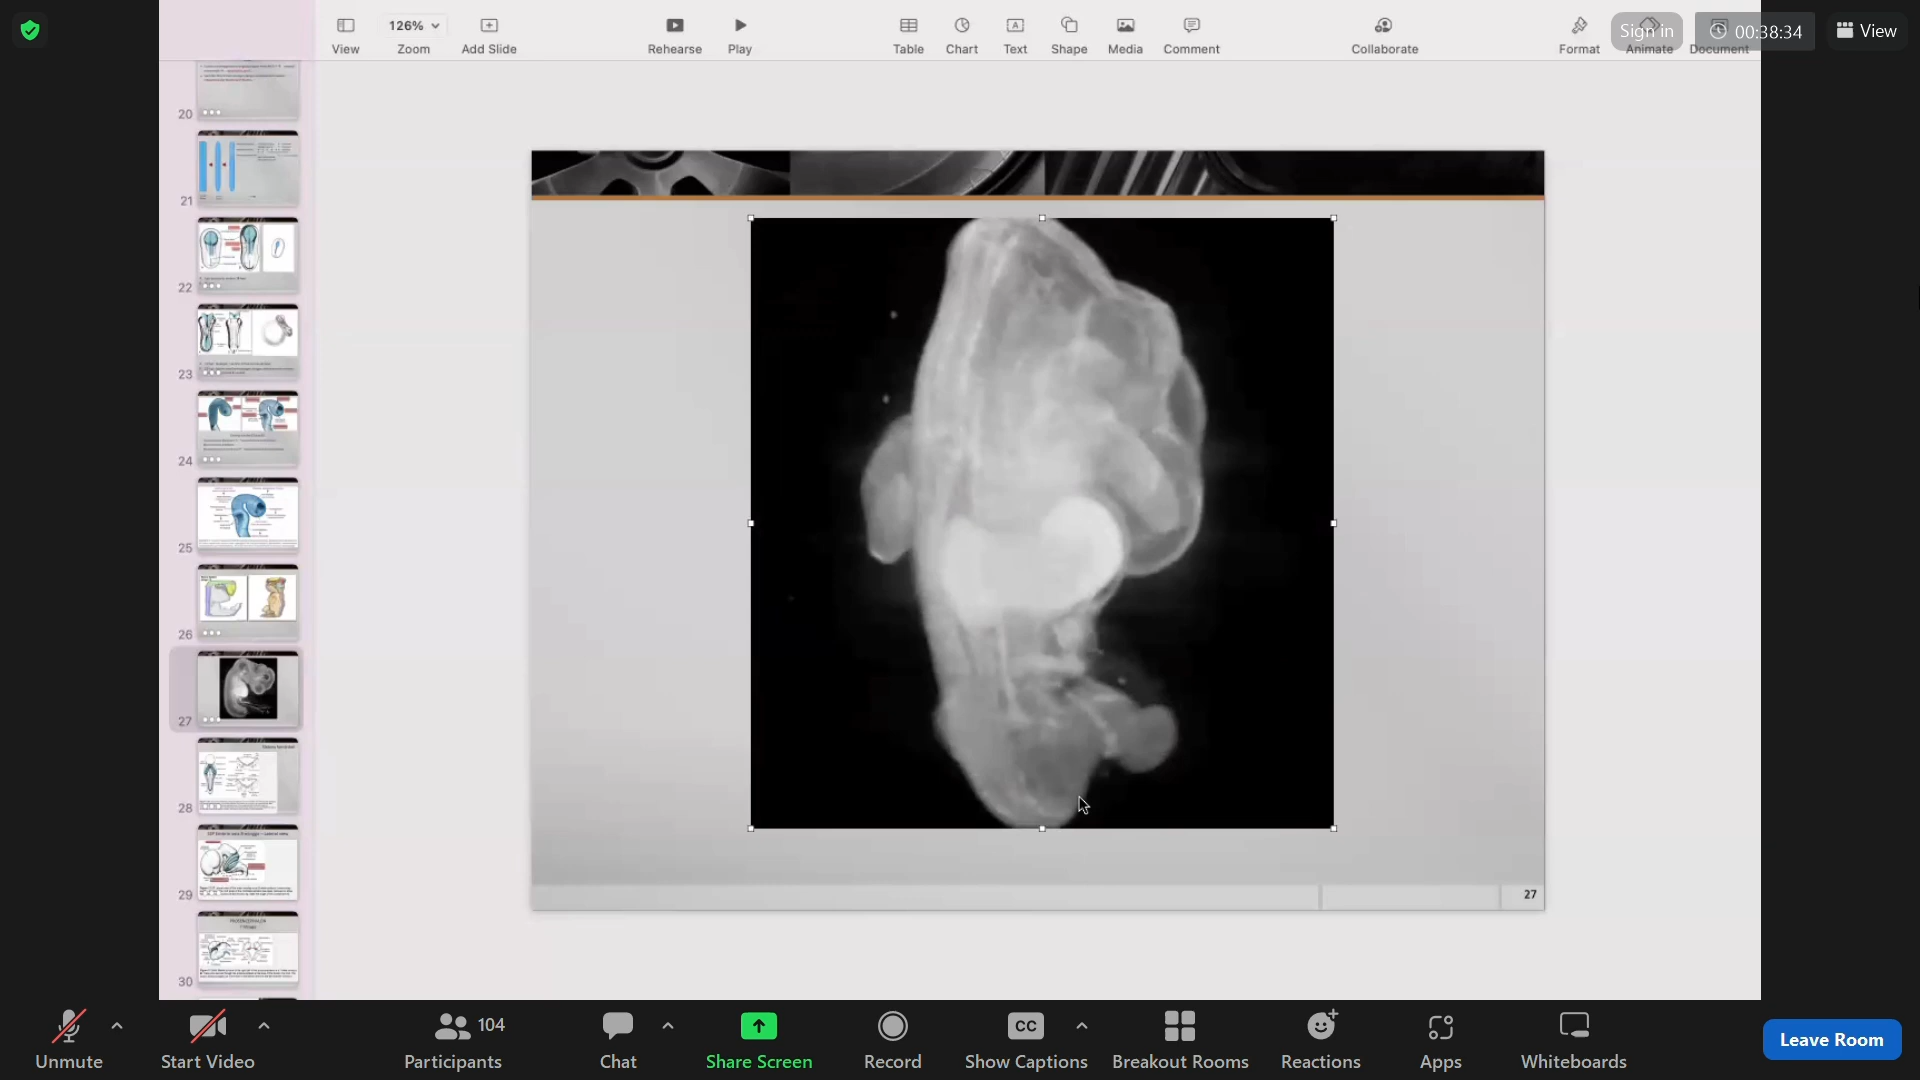 View
126%
Zoom
Add Slide
Rehearse
Play
Table
Chart
Text
Shape
Media
Comment
Collaborate
Format
Animate
Document
Sign in
00:38:34
View
20
21
22
23
24
25
26
27
28
29
30
27
Unmute
Start Video
104
Participants
Chat
Share Screen
Record
CC
Show Captions
Breakout Rooms
Reactions
Apps
Whiteboards
Leave Room